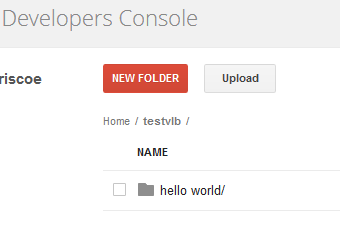 Developers Console
riscoe
NEW FOLDER Upload
Home / testvlb /
NAME
hello world/